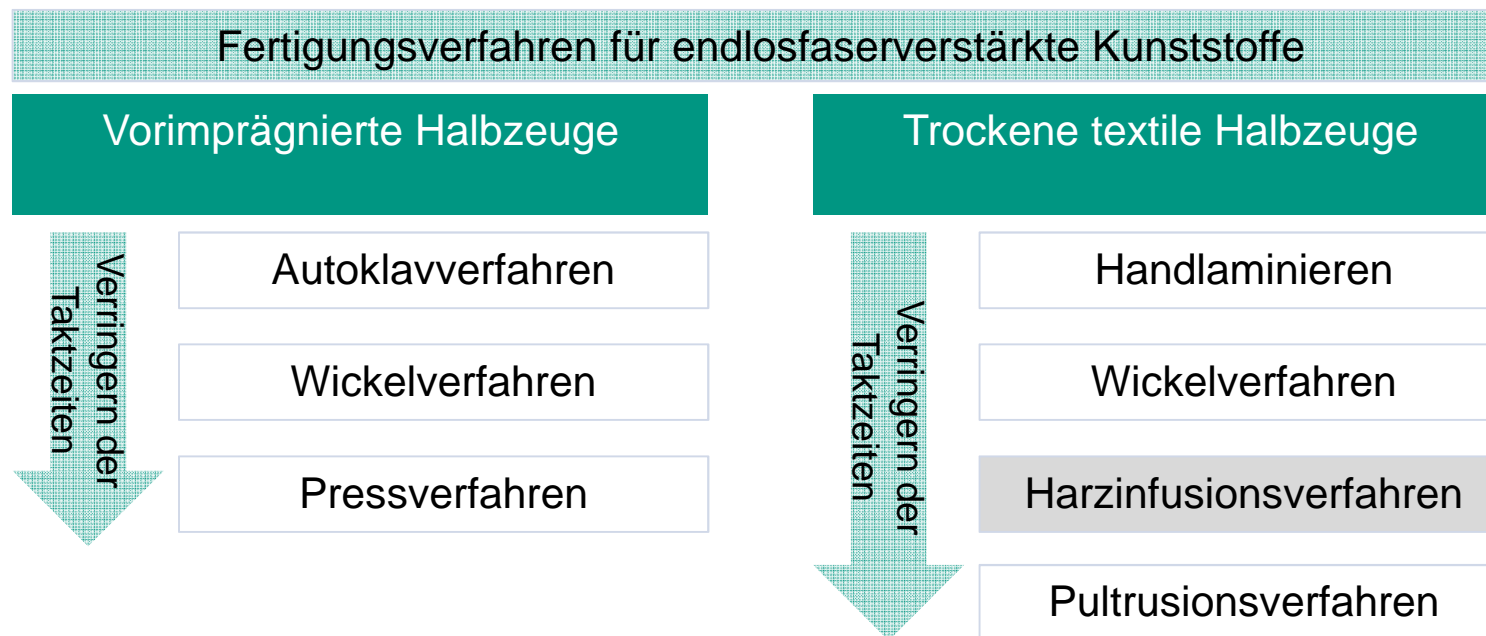 Fertigungsverfahren für endlosfaserverstärkte Kunststoffe
Vorimprägnierte Halbzeuge
Verringern der
Taktzeiten
Autoklavverfahren
Wickelverfahren
Pressverfahren
Trockene textile Halbzeuge
Verringern der
Taktzeiten
Handlaminieren
Wickelverfahren
Harzinfusionsverfahren
Pultrusionsverfahren